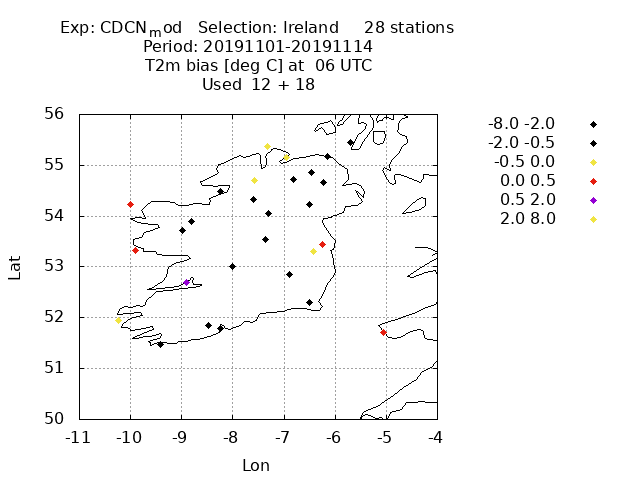 Exp: CDCNmod Selection: Ireland 28 stations
Period: 20191101-20191114
T2m bias [deg C] at 06 UTC
Used 12 + 18
-8.0 -2.0
-2.0 -0.5
-0.5 0.0
0.0 0.5
0.5 2.0
2.0 8.0
56
55
54
53
52
51
50
Lat
-11 -10 -9 -8 -7 -6 -5 -4
Lon